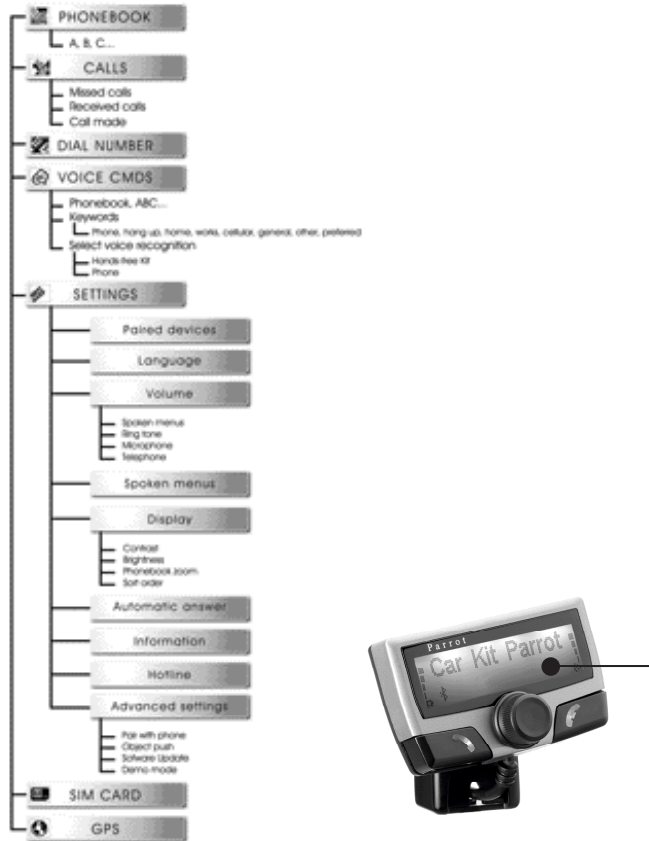 PHONEBOOK
A, B, C...
CALLS
Missed calls
Received calls
Call made
DIAL NUMBER
VOICE CMDS
Phonebook, ABC...
Keywords
Phone, hang up, home, works, cellular, general, other, preferred
Select voice recognition
Hands-free Kit
Phone
SETTINGS
Paired devices
Language
Volume
Spoken menus
Ring tone
Microphone
Telephone
Spoken menus
Display
Contrast
Brightness
Phonebook zoom
Sort order
Automatic answer
Information
Hotline
Advanced settings
Pair with phone
Object push
Sofware Update
Demo mode
SIM CARD
GPS
Parrot
Car Kit Parrot